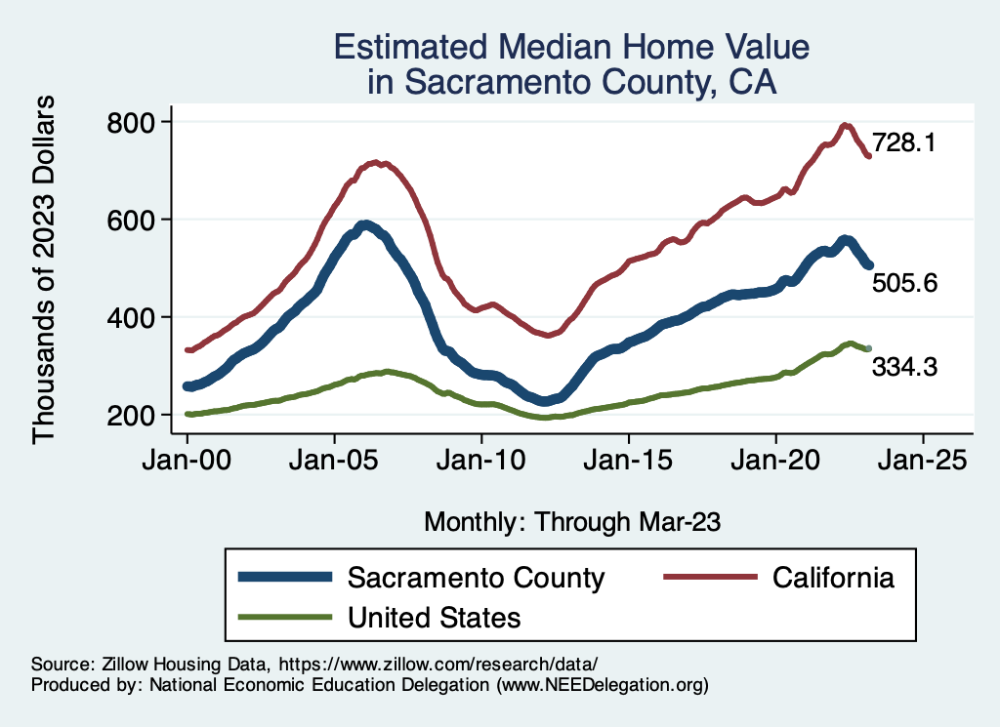 Estimated Median Home Value
in Sacramento County, CA
Thousands of 2023 Dollars
800
600
400
200
728.1
505.6
334.3
Jan-00 Jan-05 Jan-10 Jan-15 Jan-20 Jan-25
Monthly: Through Mar-23
Sacramento County California
United States
Source: Zillow Housing Data, https://www.zillow.com/research/data/
Produced by: National Economic Education Delegation (www.NEEDelegation.org)